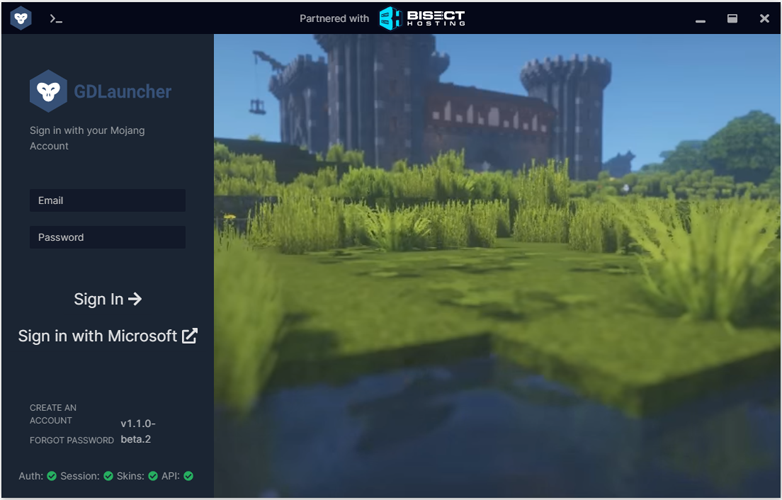 Partnered with BISECT
HOSTING
GDLauncher
Sign in with your Mojang
Account
Email
Password
Sign In
Sign in with Microsoft
CREATE AN
ACCOUNT
v1.1.0-
beta.2
FORGOT PASSWORD
Auth: Session: Skins: API: